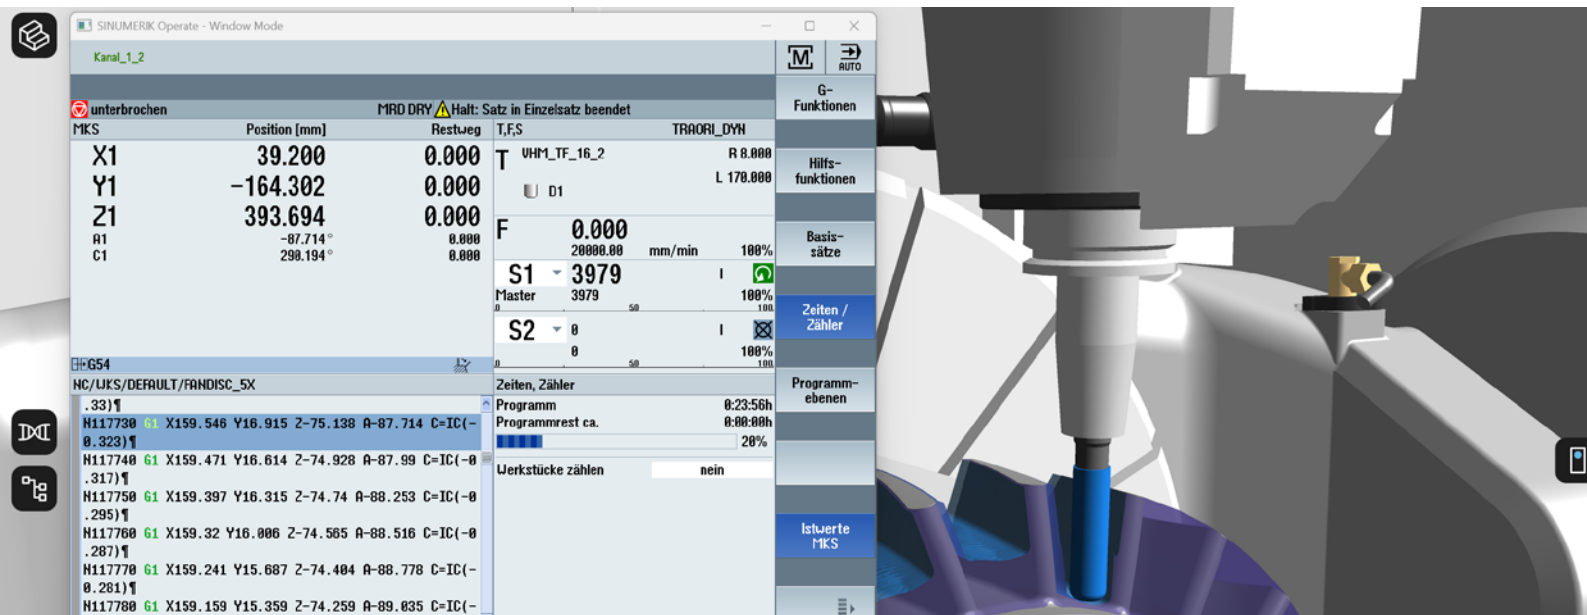 SINUMERIK Operate - Window Mode
Kanal_1_2
M
AUTO
unterbrochen
MRD DRY Halt: Satz in Einzelsatz beendet
MKS Position [mm] Restweg
X1 39.200 0.000
Y1 -164.302 0.000
Z1 393.694 0.000
A1 -87.714 ° 0.000
C1 290.194 ° 0.000
G54
T,F,S TRAORI_DYN
T VHM_TF_16_2 R 8.000
L 170.000
D1
F 0.000
20000.00 mm/min 100%
S1 3979 I
Master 3979 100%
0 50 100
S2 0 I
0 100%
0 50 100
NC/WKS/DEFAULT/FANDISC_5X
.33)¶
N117730 G1 X159.546 Y16.915 Z-75.138 A-87.714 C=IC(-
0.323)¶
N117740 G1 X159.471 Y16.614 Z-74.928 A-87.99 C=IC(-0
.317)¶
N117750 G1 X159.397 Y16.315 Z-74.74 A-88.253 C=IC(-0
.295)¶
N117760 G1 X159.32 Y16.006 Z-74.565 A-88.516 C=IC(-0
.287)¶
N117770 G1 X159.241 Y15.687 Z-74.404 A-88.778 C=IC(-
0.281)¶
N117780 G1 X159.159 Y15.359 Z-74.259 A-89.035 C=IC(-
Zeiten, Zähler
Programm 0:23:56h
Programmrest ca. 0:00:00h
20%
Werkstücke zählen nein
G-
Funktionen
Hilfs-
funktionen
Basis-
sätze
Zeiten /
Zähler
Programm-
ebenen
Istwerte
MKS